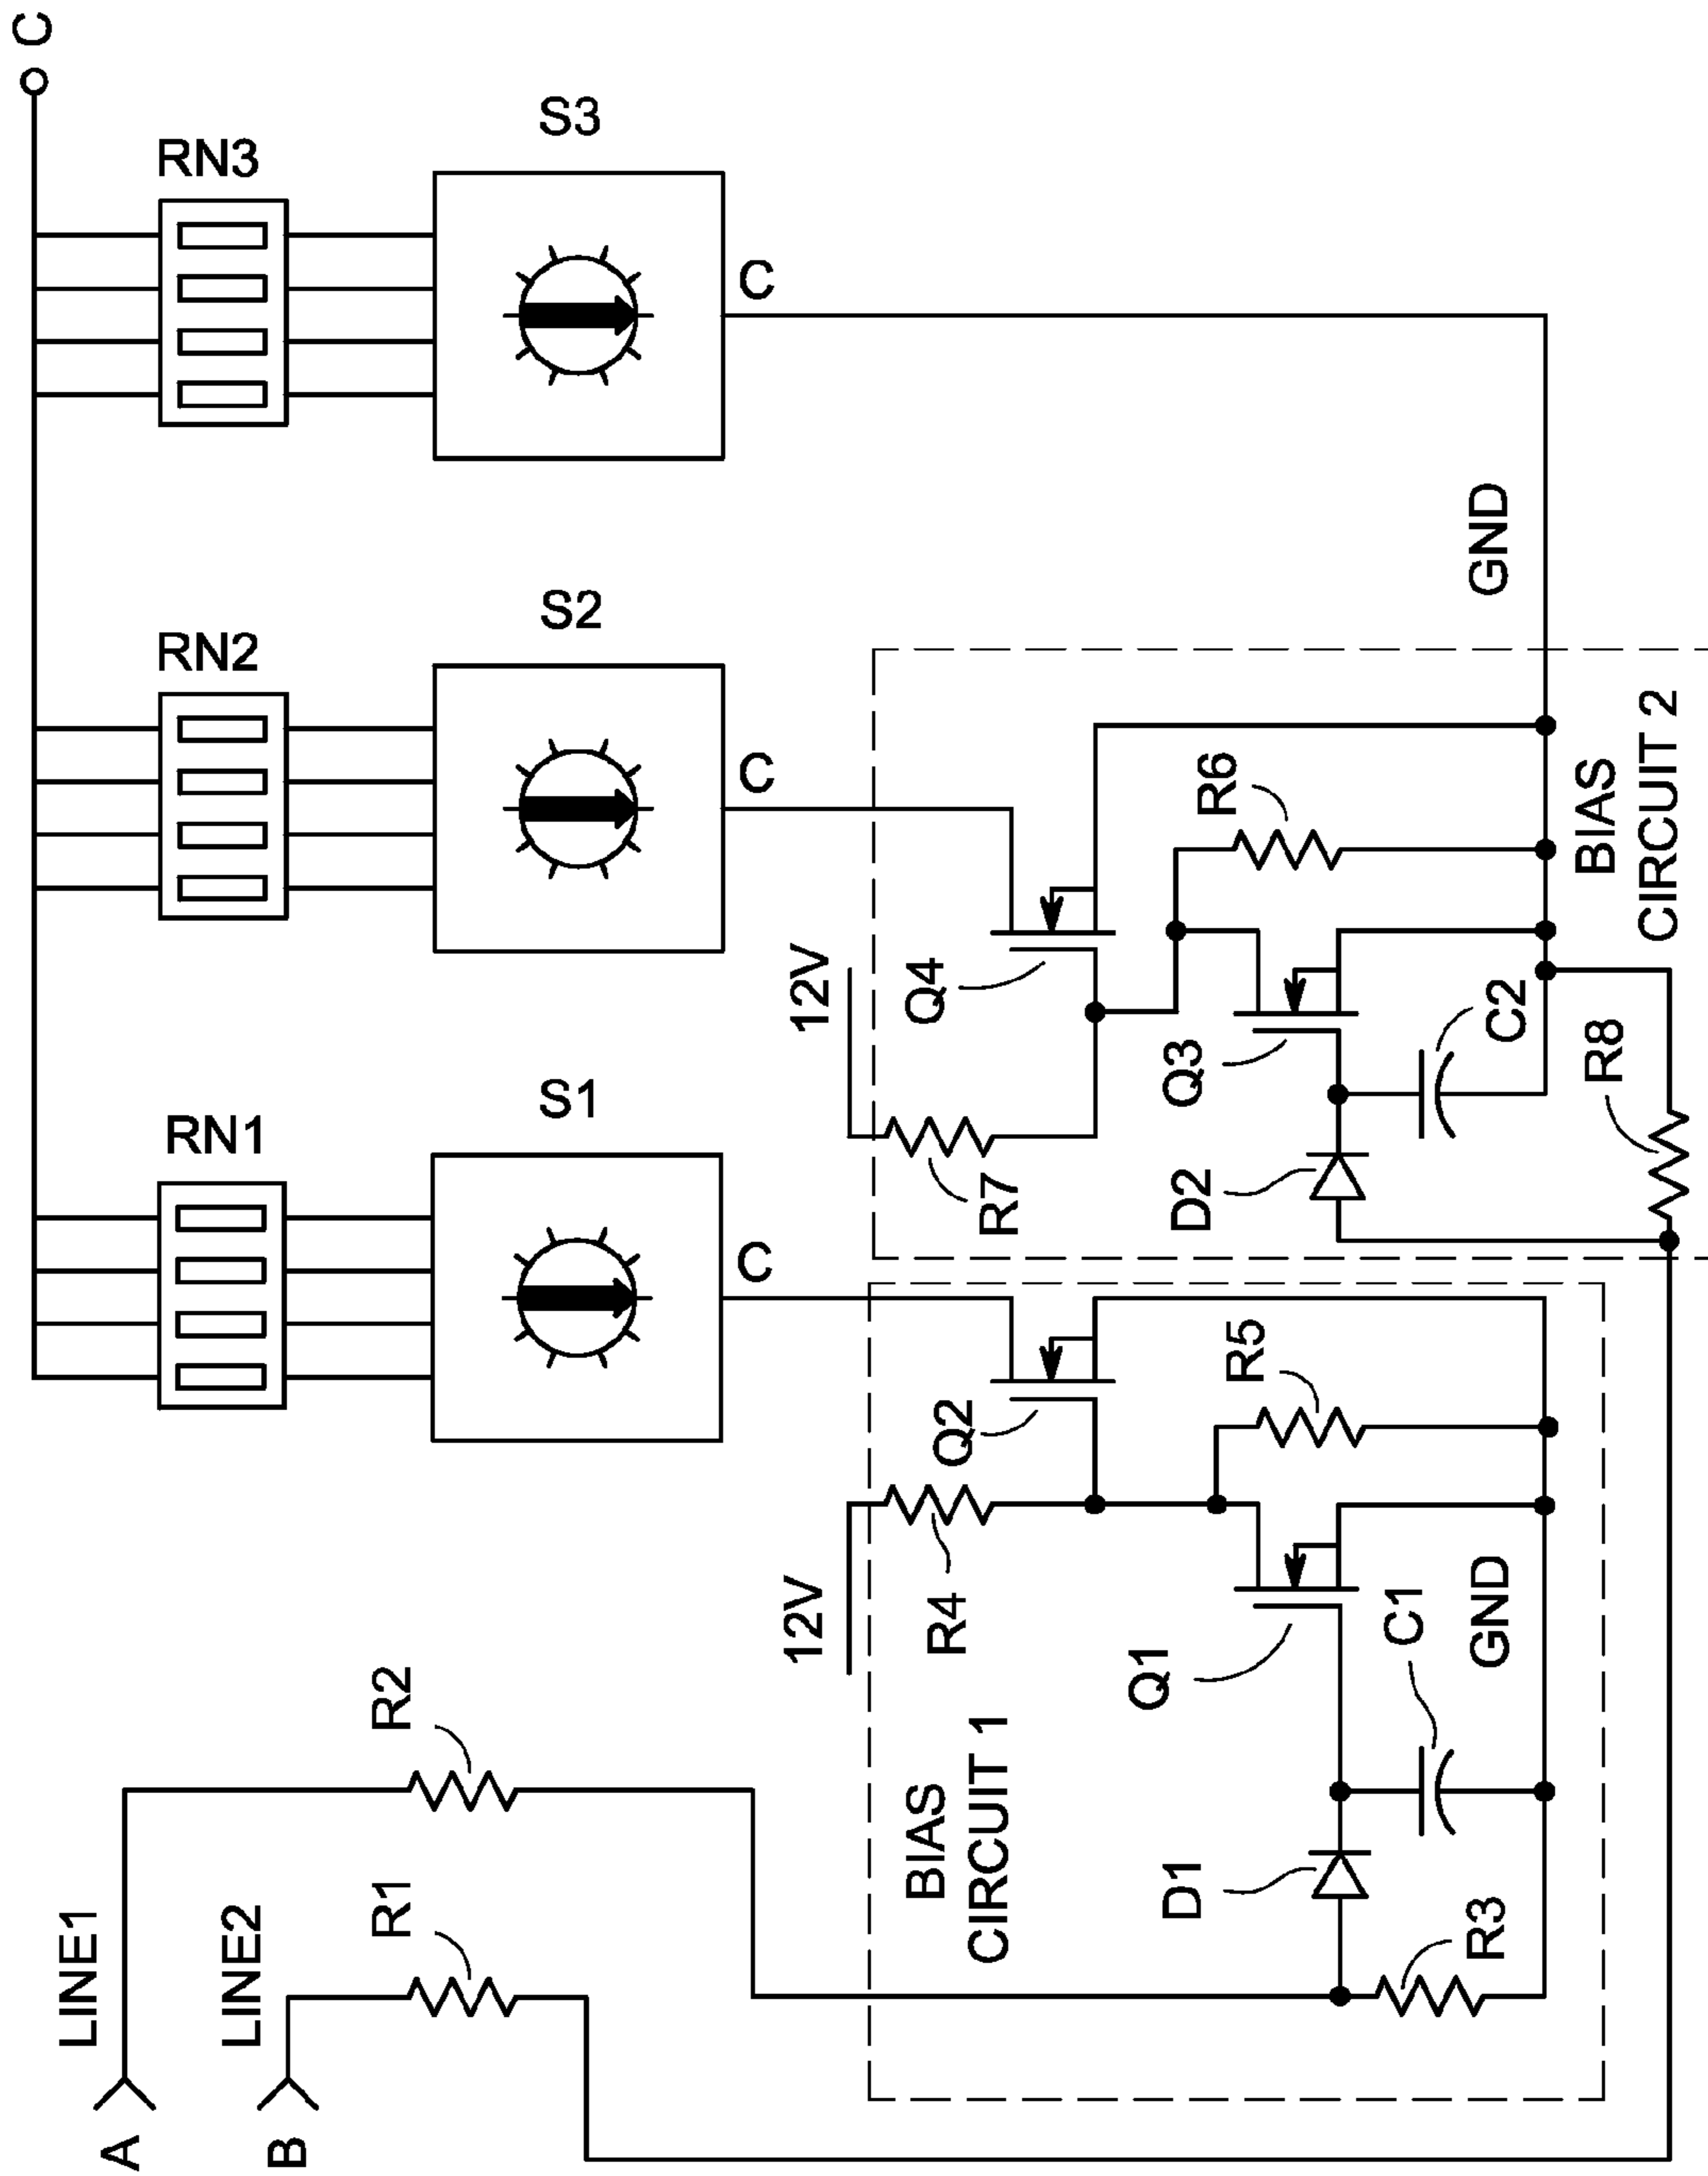 A
LINE1
B
LINE2
R1
R2
RN1
RN2
RN3
C
S1
S2
S3
C
C
C
BIAS
CIRCUIT 1
12V
R4
Q2
R5
Q1
D1
C1
R3
GND
12V
Q4
R7
R6
Q3
D2
C2
R8
BIAS
CIRCUIT 2
GND